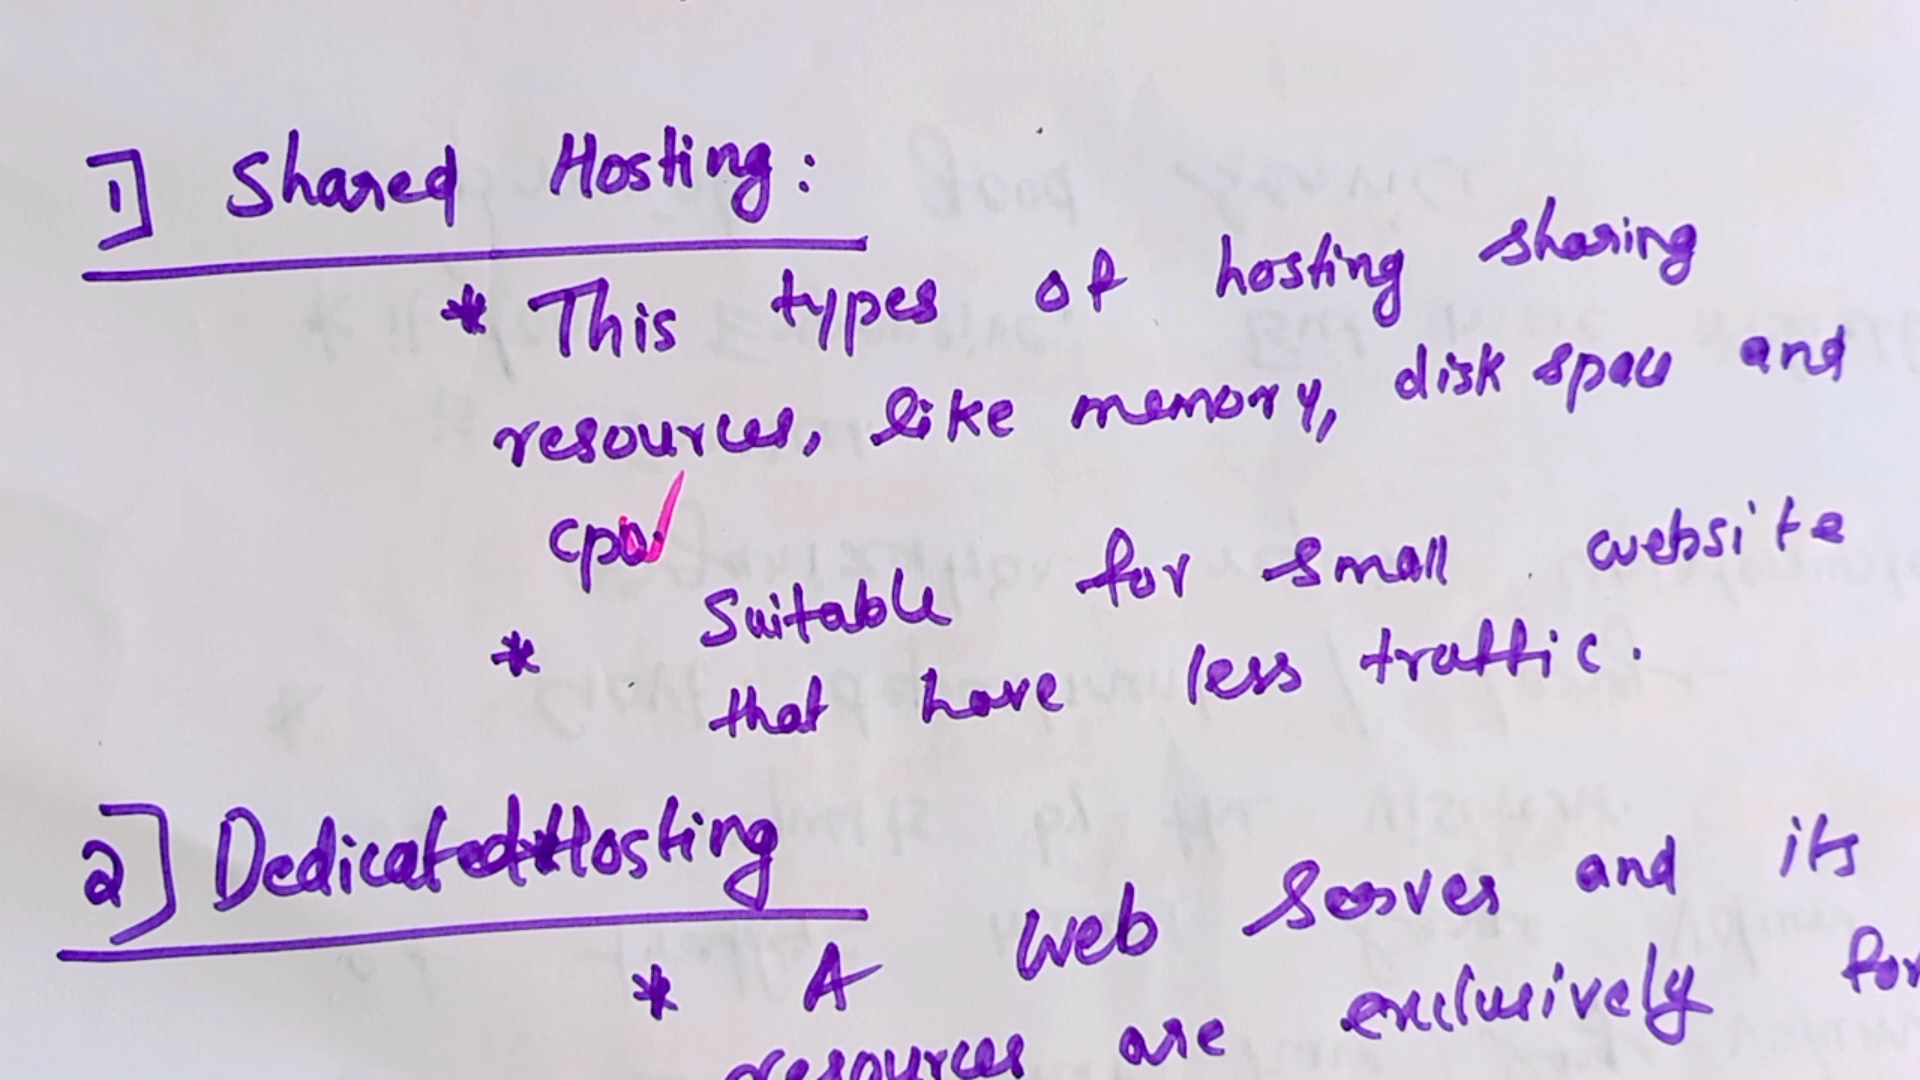 1] Shared Hosting:
* This types of hosting sharing
resources, like memory, disk space and
cpu
* Suitable for small website
that have less traffic.
2] Dedicated Hosting
* A web server and its
resources are exclusively for